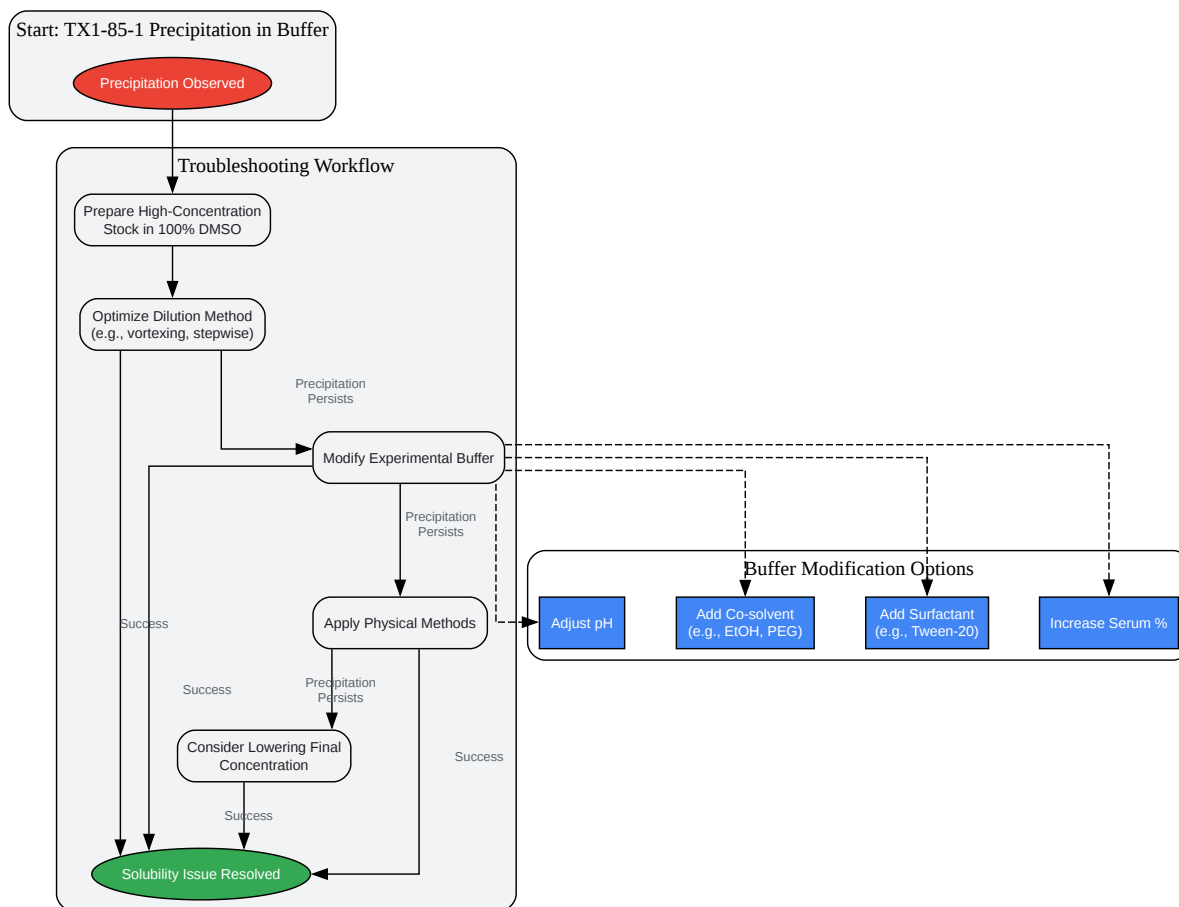 Start: TX1-85-1 Precipitation in Buffer
Precipitation Observed
Troubleshooting Workflow
Prepare High-Concentration
Stock in 100% DMSO
Optimize Dilution Method
(e.g., vortexing, stepwise)
Precipitation
Persists
Modify Experimental Buffer
Precipitation
Persists
Buffer Modification Options
Apply Physical Methods
Adjust pH
Add Co-solvent
(e.g., EtOH, PEG)
Add Surfactant
(e.g., Tween-20)
Increase Serum %
Success
Success
Precipitation
Persists
Success
Consider Lowering Final
Concentration
Success
Solubility Issue Resolved